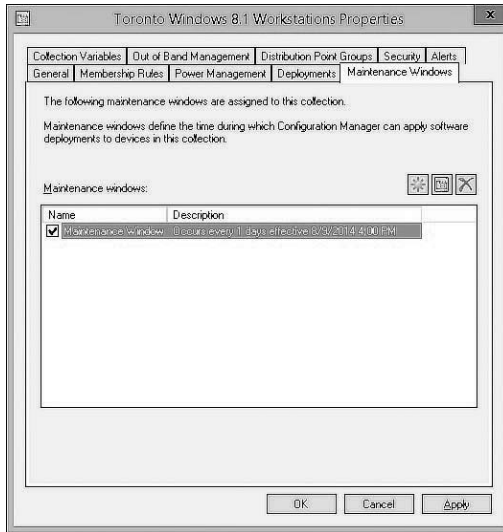 Toronto Windows 8.1 Workstations Properties
x
Collection Variables Out of Band Management Distribution Point Groups Security Alerts
General Membership Rules Power Management Deployments Maintenance Windows
The following maintenance windows are assigned to this collection.
Maintenance windows define the time during which Configuration Manager can apply software
deployments to devices in this collection.
Maintenance windows:
Name Description
Maintenance Window Occurs every 1 days effective 8/9/2014 4:00 PM
OK Cancel Apply